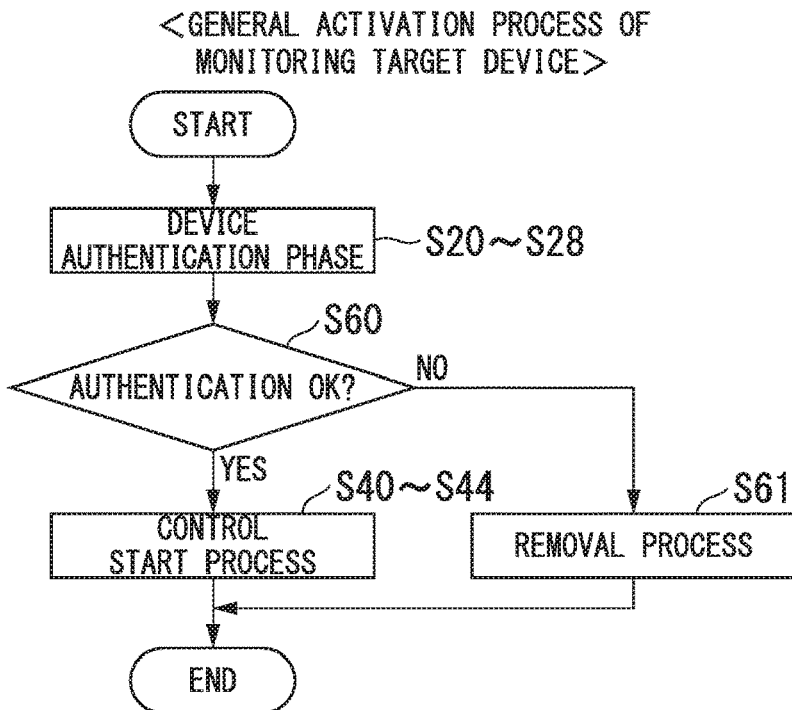 <GENERAL ACTIVATION PROCESS OF
MONITORING TARGET DEVICE>
START
DEVICE
AUTHENTICATION PHASE
S20~S28
S60
AUTHENTICATION OK?
NO
YES
S40~S44
CONTROL
START PROCESS
S61
REMOVAL PROCESS
END